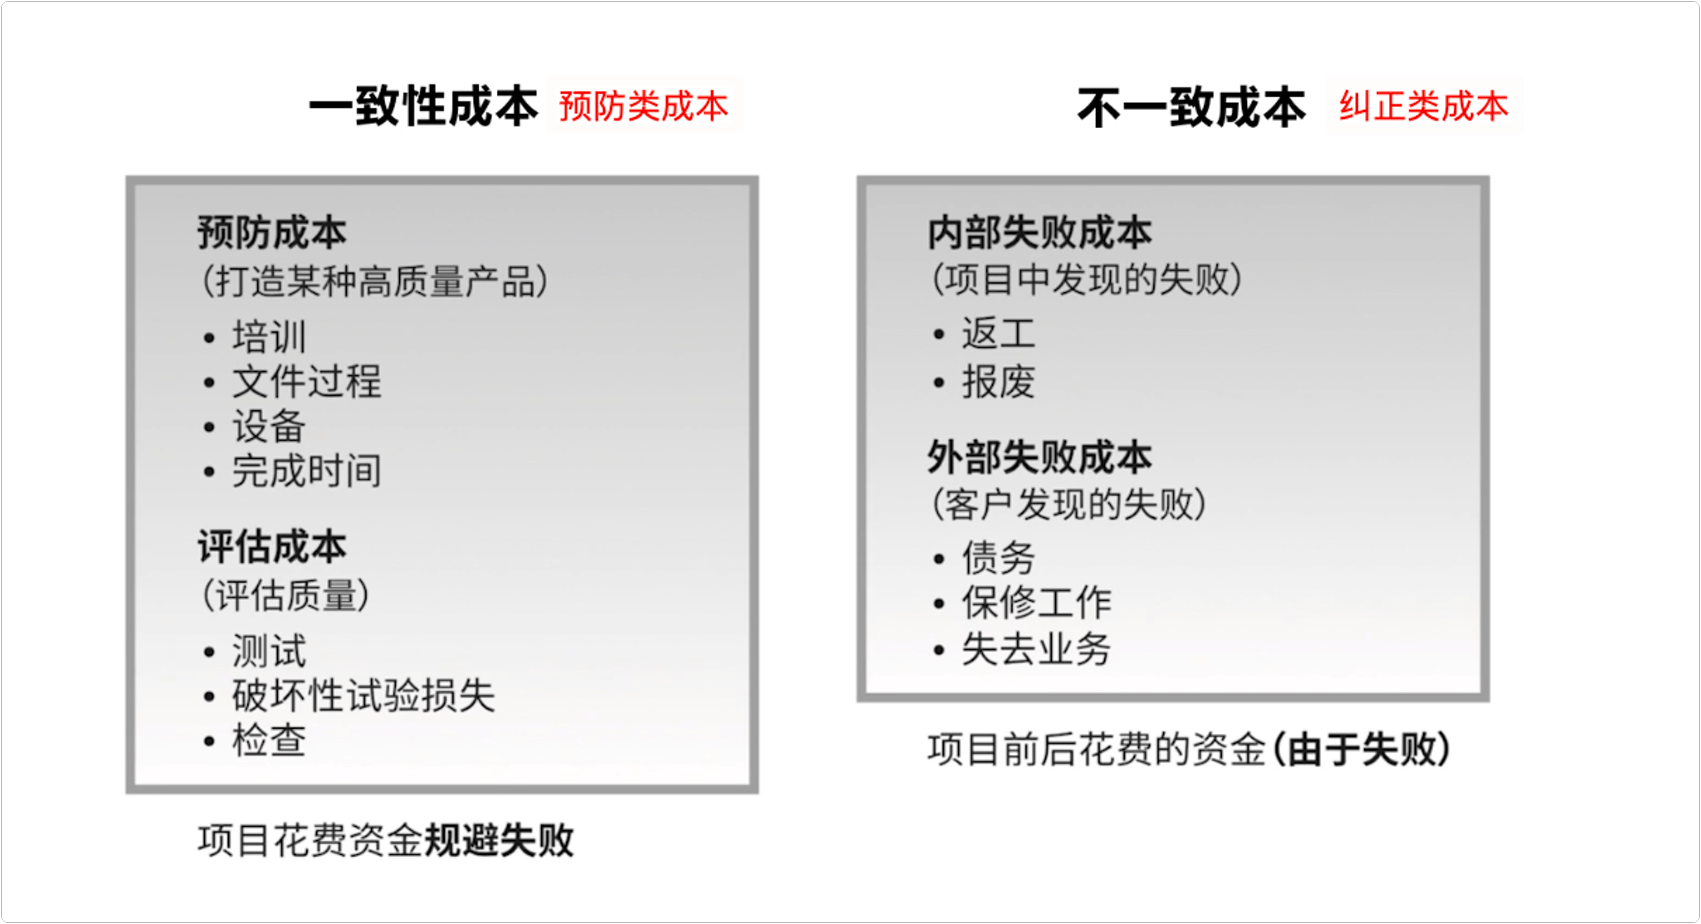 一致性成本 预防类成本
预防成本
（打造某种高质量产品）
• 培训
• 文件过程
• 设备
• 完成时间
评估成本
（评估质量）
• 测试
• 破坏性试验损失
• 检查
项目花费资金规避失败
不一致成本 纠正类成本
内部失败成本
（项目中发现的失败）
• 返工
• 报废
外部失败成本
（客户发现的失败）
• 债务
• 保修工作
• 失去业务
项目前后花费的资金（由于失败）